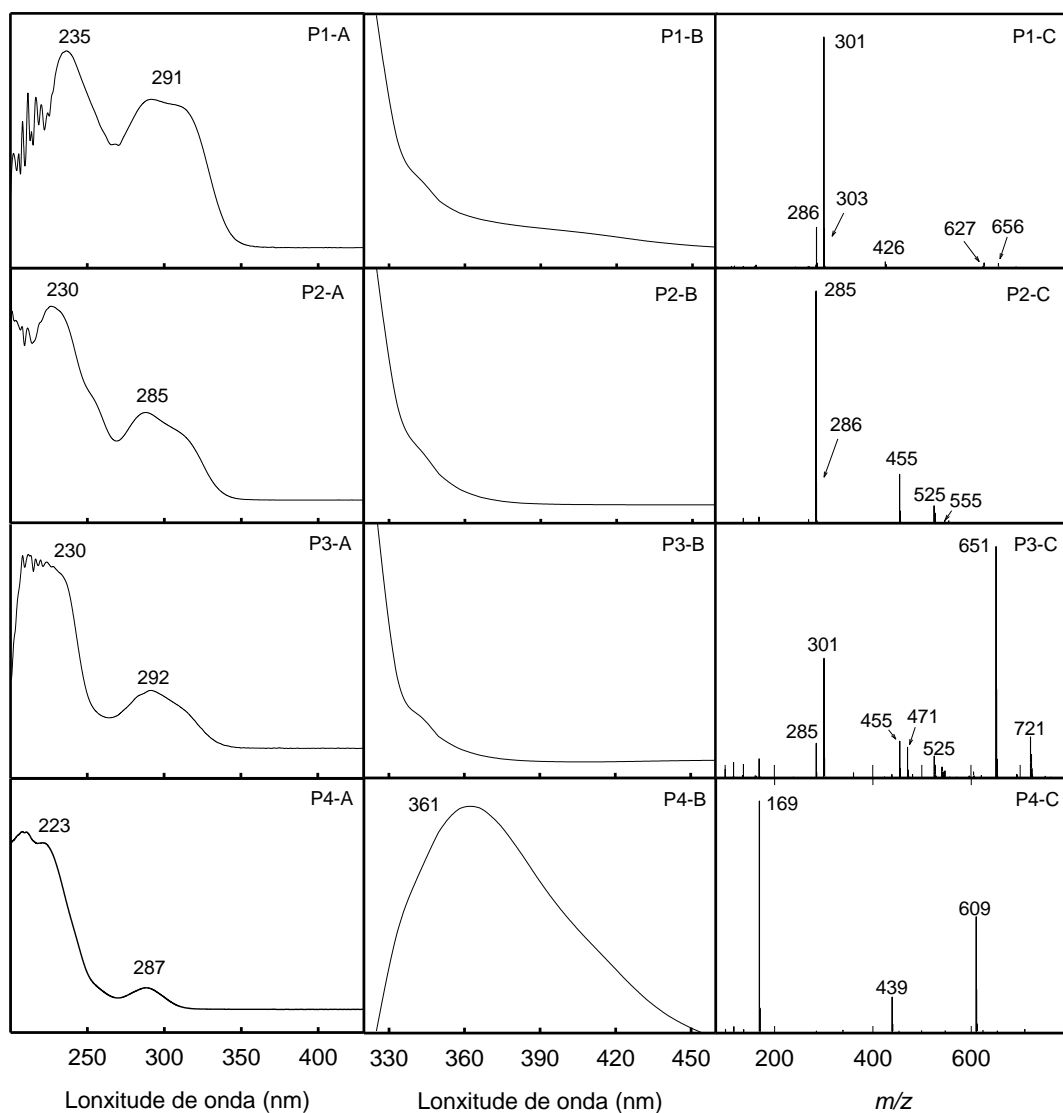 235
291
P1-A
P1-B
301
P1-C
286
303
426
627
656
230
285
P2-A
P2-B
285
P2-C
286
455
525
555
230
292
P3-A
P3-B
651
P3-C
301
285
455
471
525
721
223
287
P4-A
361
P4-B
169
P4-C
439
609
250 300 350 400
330 360 390 420 450
200 400 600
Lonxitude de onda (nm)
Lonxitude de onda (nm)
m/z